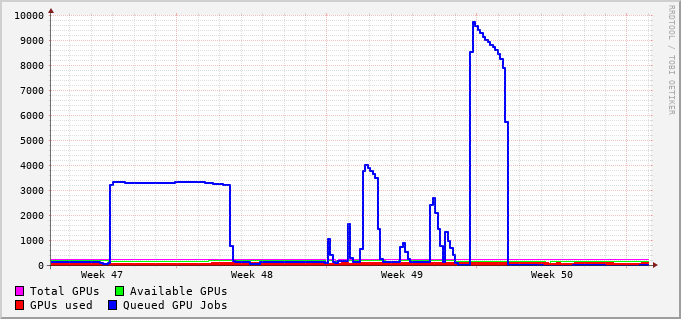 10000
9000
8000
7000
6000
5000
4000
3000
2000
1000
0
Week 47 Week 48 Week 49 Week 50
Total GPUs Available GPUs
GPUs used Queued GPU Jobs
RRDTOOL / TOBI OETIKER